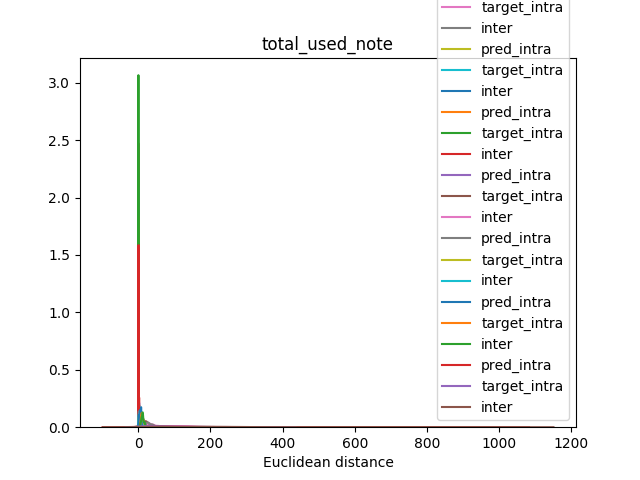 target_intra
inter
total_used_note
pred_intra
target_intra
inter
pred_intra
target_intra
inter
pred_intra
target_intra
inter
pred_intra
target_intra
inter
pred_intra
target_intra
inter
pred_intra
target_intra
inter
3.0
2.5
2.0
1.5
1.0
0.5
0.0
0
200
400
600
800
1000
1200
Euclidean distance